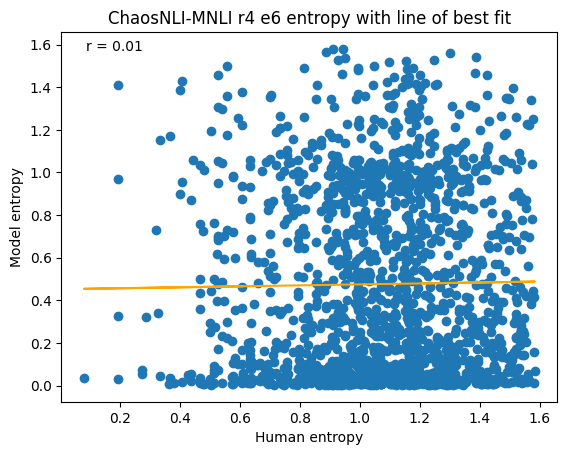 ChaosNLI-MNLI r4 e6 entropy with line of best fit
r = 0.01
Model entropy
1.6
1.4
1.2
1.0
0.8
0.6
0.4
0.2
0.0
0.2 0.4 0.6 0.8 1.0 1.2 1.4 1.6
Human entropy